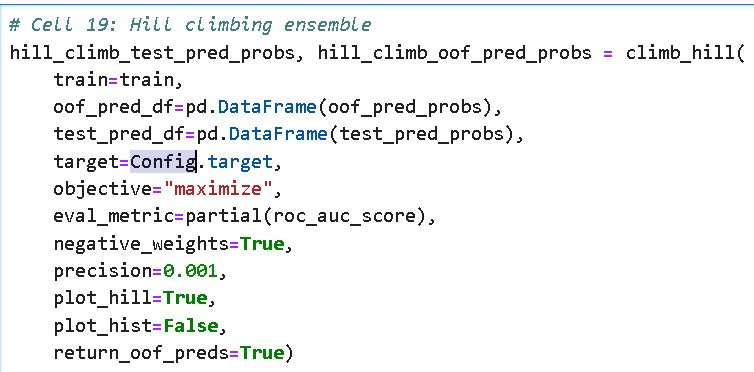 # Cell 19: Hill climbing ensemble
hill_climb_test_pred_probs, hill_climb_oof_pred_probs = climb_hill(
    train=train,
    oof_pred_df=pd.DataFrame(oof_pred_probs),
    test_pred_df=pd.DataFrame(test_pred_probs),
    target=Config.target,
    objective="maximize",
    eval_metric=partial(roc_auc_score),
    negative_weights=True,
    precision=0.001,
    plot_hill=True,
    plot_hist=False,
    return_oof_preds=True)